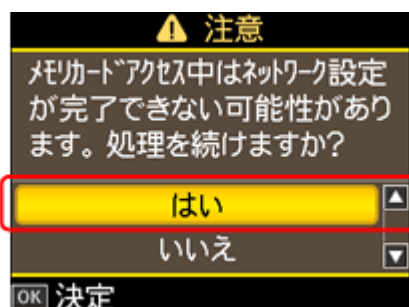 注意
ﾒﾓﾘｶｰﾄﾞｱｸｾｽ中はﾈｯﾄﾜｰｸ設定
が完了できない可能性があり
ます。処理を続けますか?
はい
いいえ
OK 決定